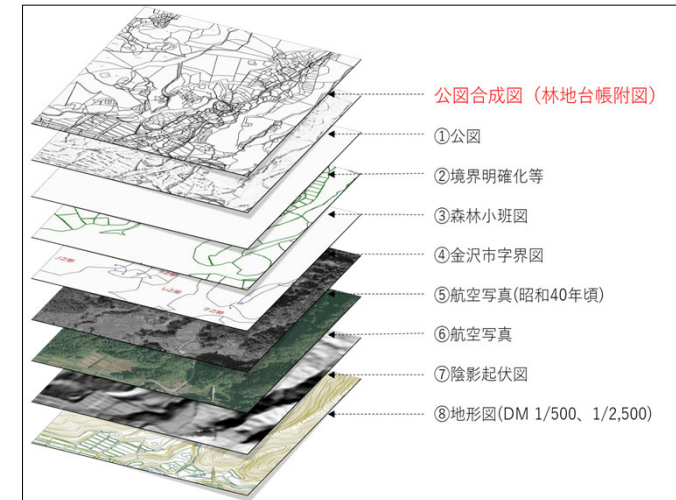 公図合成図（林地台帳附図）
①公図
②境界明確化等
③森林小班図
④金沢市字界図
⑤航空写真(昭和40年頃)
⑥航空写真
⑦陰影起伏図
⑧地形図(DM 1/500、1/2,500)